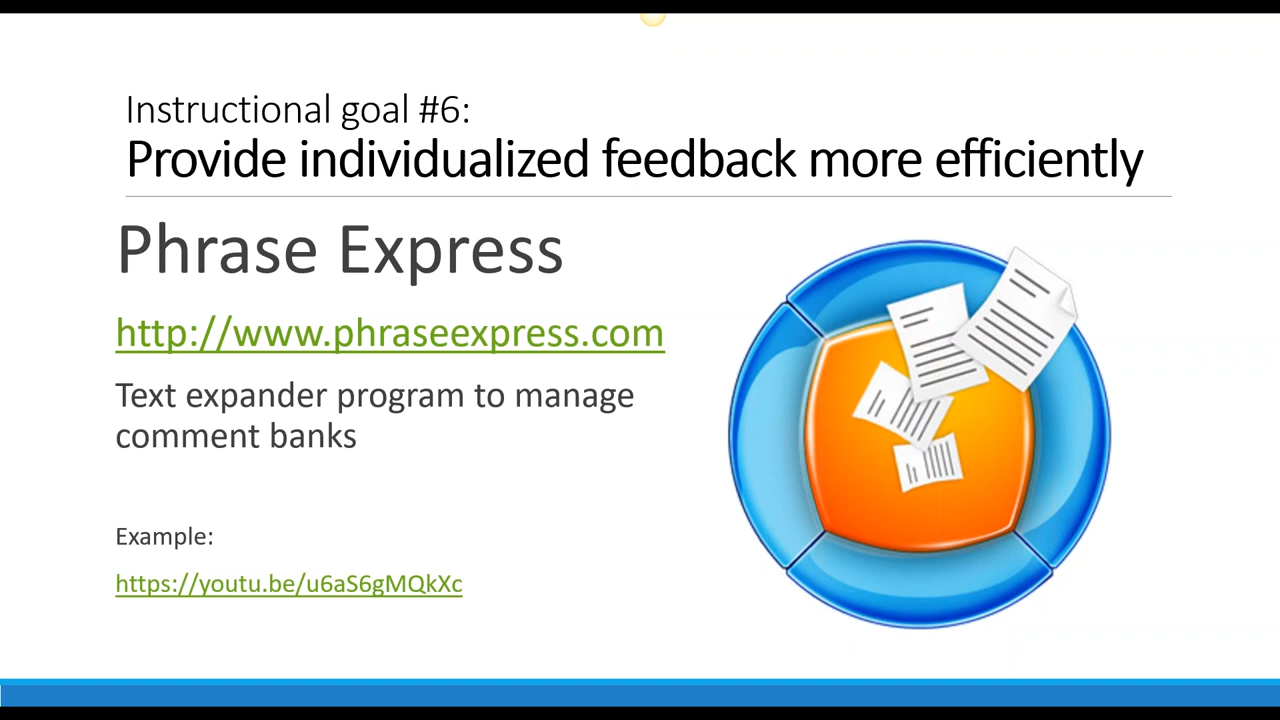 Instructional goal #6:
Provide individualized feedback more efficiently
Phrase Express
http://www.phraseexpress.com
Text expander program to manage
comment banks
Example:
https://youtu.be/u6aS6gMQkXc